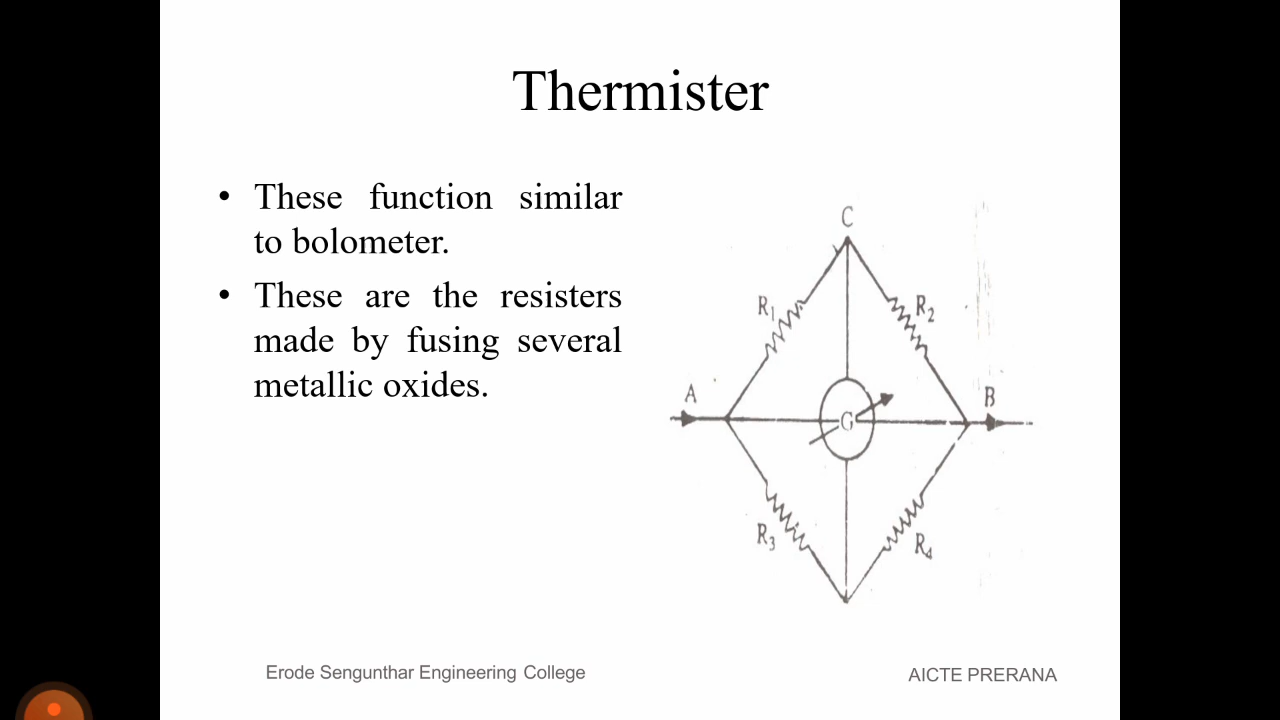 Thermister
• These function similar
to bolometer.
• These are the resisters
made by fusing several
metallic oxides.
C
R1
R2
A
B
G
R3
R4
Erode Sengunthar Engineering College
AICTE PRERANA